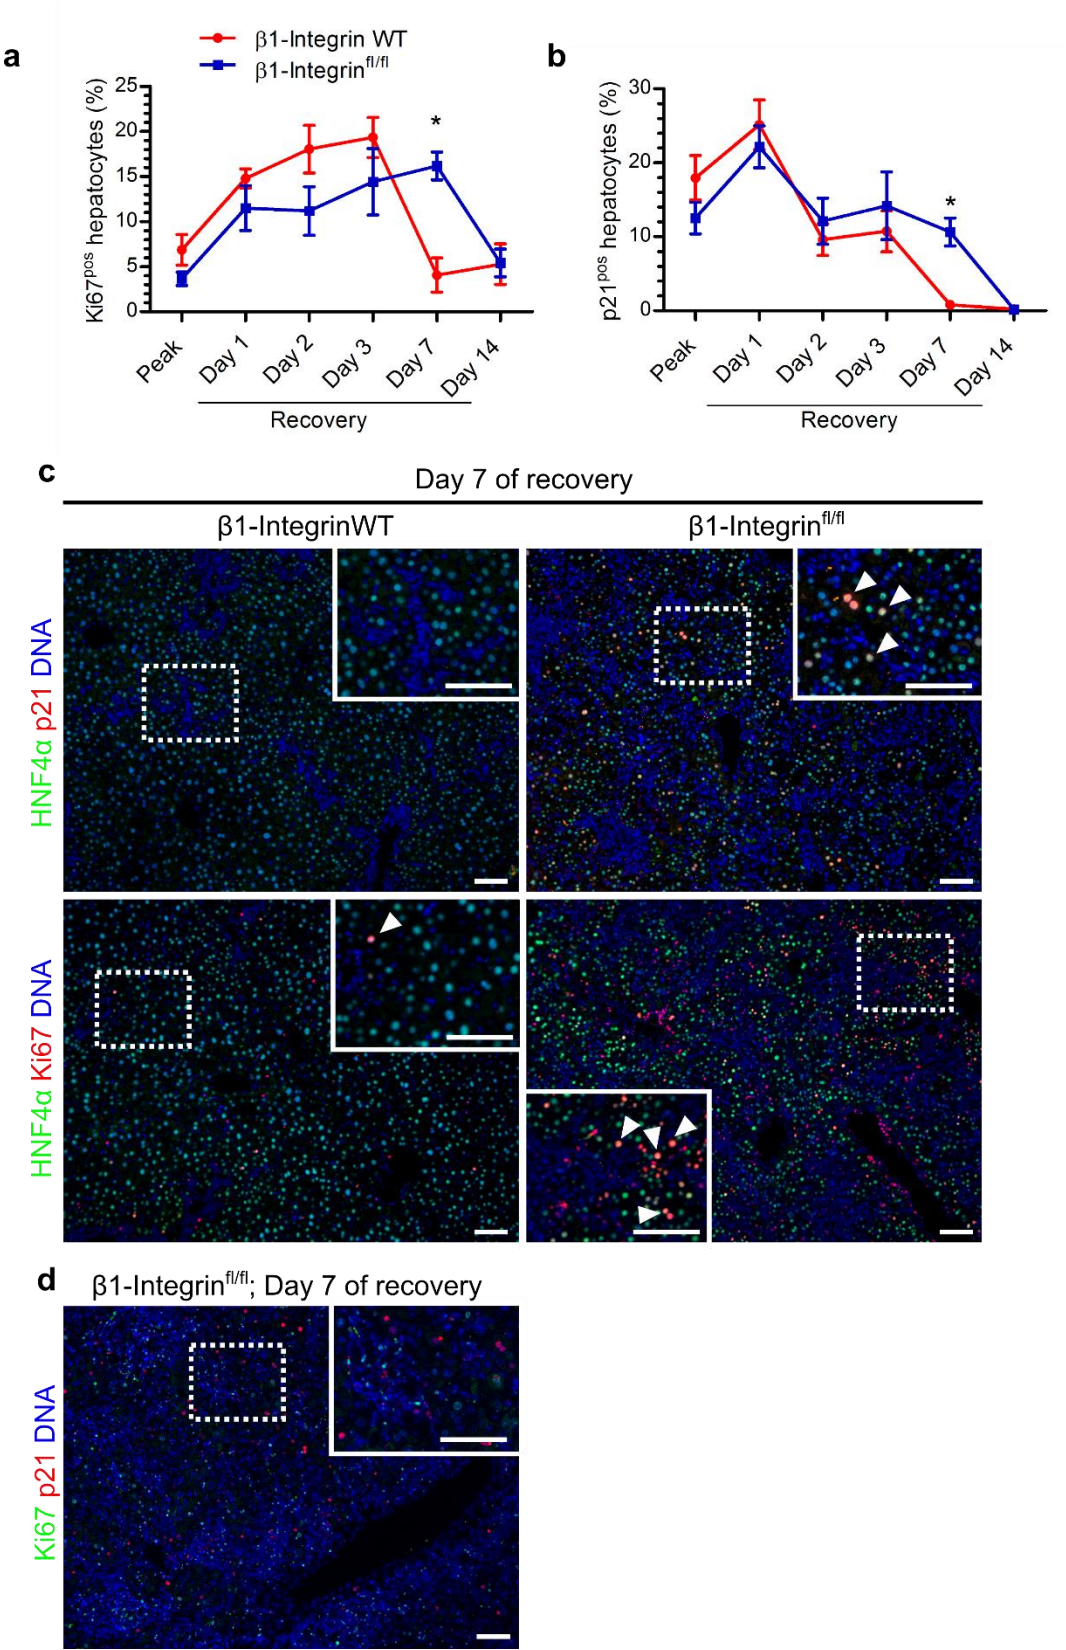 a
β1-Integrin WT
β1-Integrin^fl/fl
Ki67^pos hepatocytes (%)
25
20
15
10
5
0
Peak
Day 1
Day 2
Day 3
Day 7
Day 14
*
Recovery
b
p21^pos hepatocytes (%)
30
20
10
0
Peak
Day 1
Day 2
Day 3
Day 7
Day 14
*
Recovery
c
Day 7 of recovery
β1-IntegrinWT
β1-Integrin^fl/fl
HNF4α p21 DNA
HNF4α Ki67 DNA
d
β1-Integrin^fl/fl; Day 7 of recovery
Ki67 p21 DNA